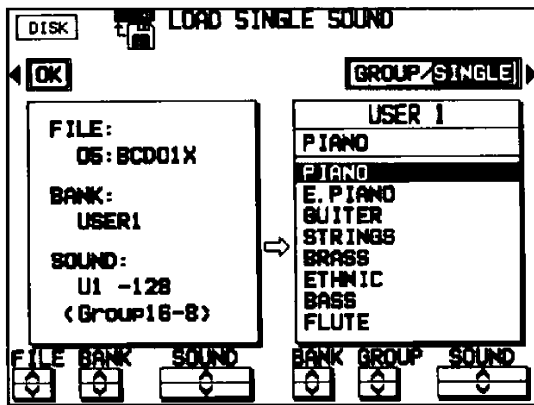 DISK LOAD SINGLE SOUND
OK GROUP/SINGLE
FILE:
05:BCD01X
BANK:
USER1
SOUND:
U1 -128
(Group16-8)
USER 1
PIANO
PIANO
E.PIANO
GUITER
STRINGS
BRASS
ETHNIC
BASS
FLUTE
FILE BANK SOUND BANK GROUP SOUND